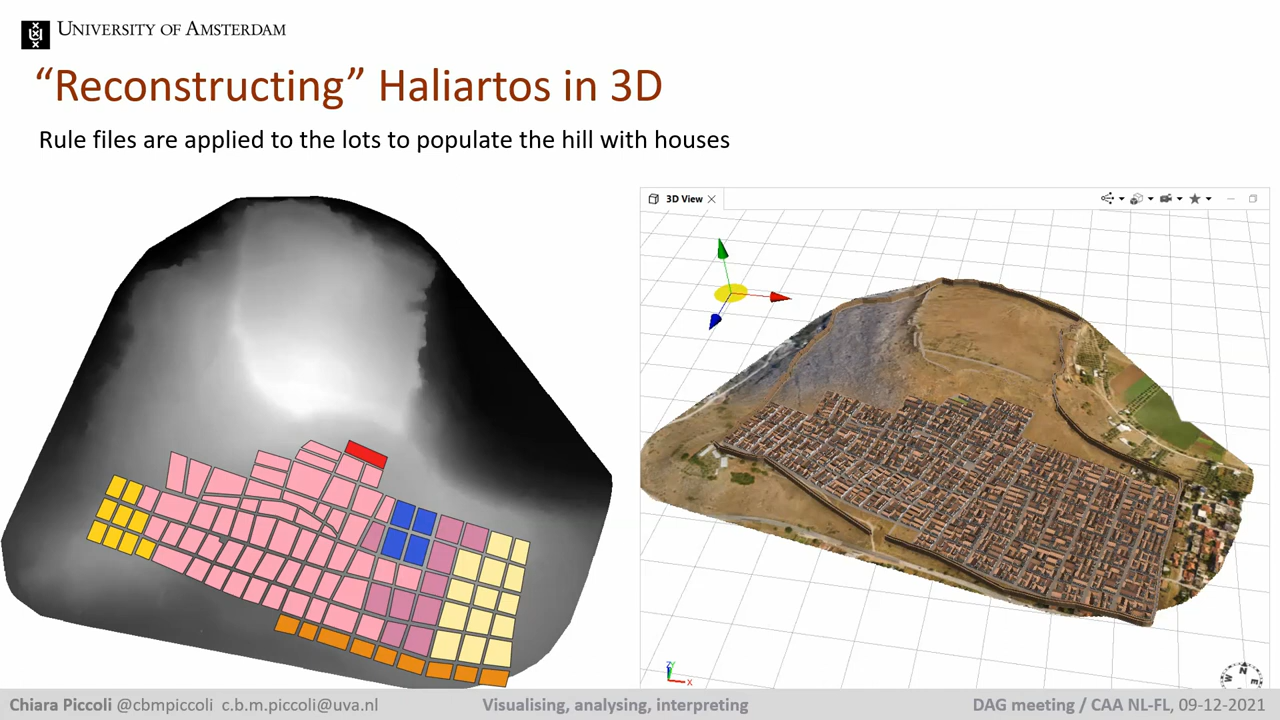 UNIVERSITY OF AMSTERDAM
“Reconstructing” Haliartos in 3D
Rule files are applied to the lots to populate the hill with houses
3D View
Z Y
X
W N E
Chiara Piccoli @cbmpiccoli c.b.m.piccoli@uva.nl
Visualising, analysing, interpreting
DAG meeting / CAA NL-FL, 09-12-2021